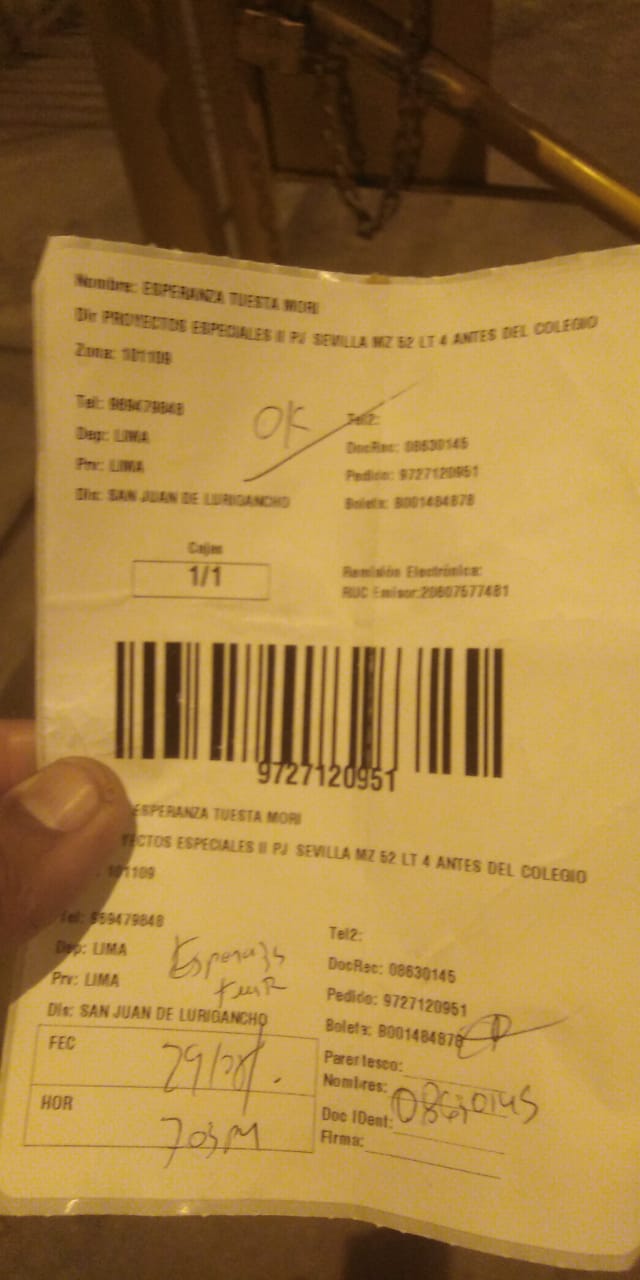 Nombre: ESPERANZA TUESTA MORI
Dir PROYECTOS ESPECIALES II PJ SEVILLA MZ 52 LT 4 ANTES DEL COLEGIO
Zona: 101109
Tel: 969479848
OK
Tel2:
Dep: LIMA
DocRec: 08630145
Prv: LIMA
Pedido: 9727120951
Dis: SAN JUAN DE LURIGANCHO
Boleta: B001484878
Cajas
1/1
Remisión Electrónica:
RUC Emisor:20607577481
9727120951
ESPERANZA TUESTA MORI
YECTOS ESPECIALES II PJ SEVILLA MZ 52 LT 4 ANTES DEL COLEGIO
101109
Tel: 969479848
Tel2:
Dep: LIMA
DocRec: 08630145
Prv: LIMA
Pedido: 9727120951
Dis: SAN JUAN DE LURIGANCHO
Boleta: B001484878
FEC
Parentesco:
Nombres:
HOR
Doc IDent: 08630145
Firma: